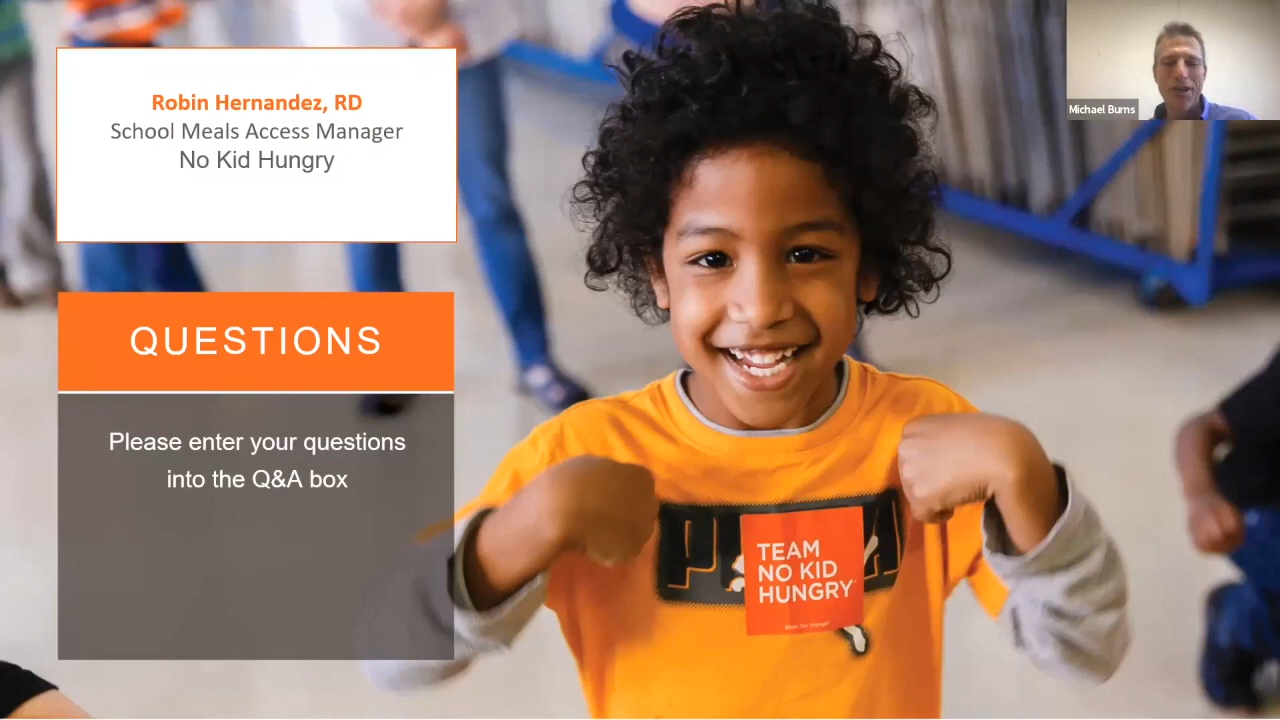 Robin Hernandez, RD
School Meals Access Manager
No Kid Hungry
Michael Burns
QUESTIONS
Please enter your questions
into the Q&A box
TEAM
NO KID
HUNGRY